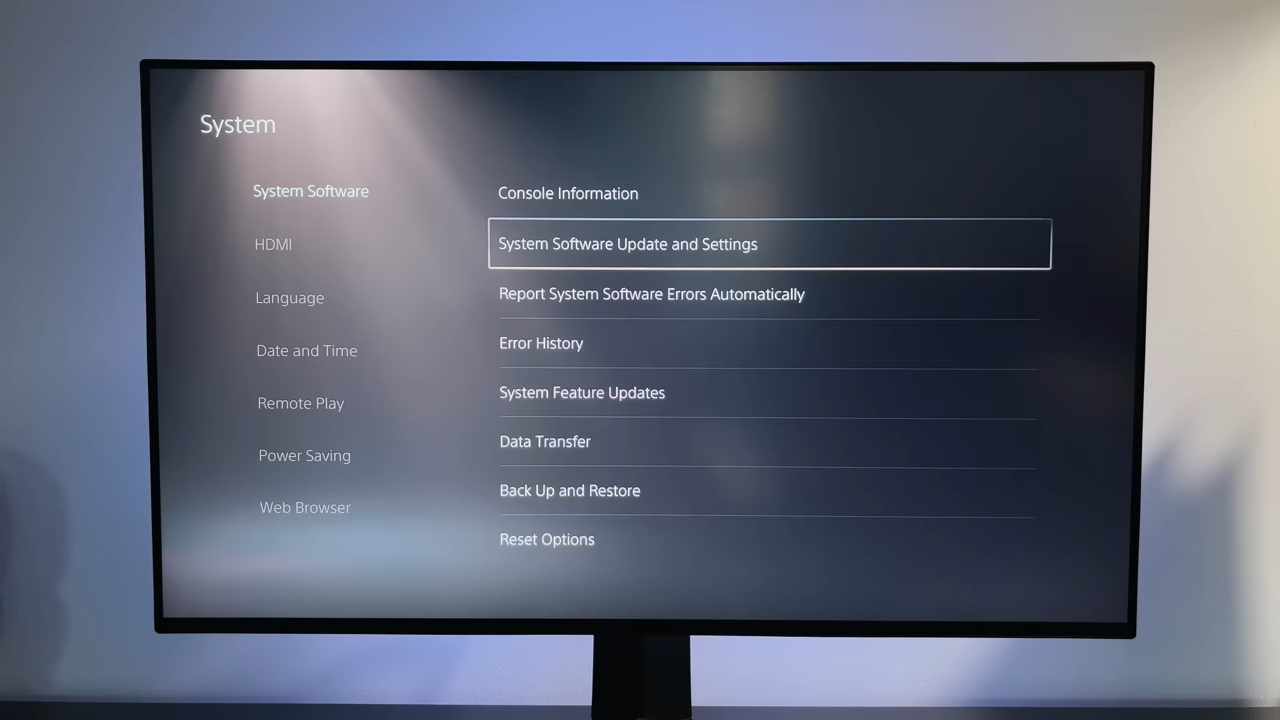 System
System Software
HDMI
Language
Date and Time
Remote Play
Power Saving
Web Browser
Console Information
System Software Update and Settings
Report System Software Errors Automatically
Error History
System Feature Updates
Data Transfer
Back Up and Restore
Reset Options